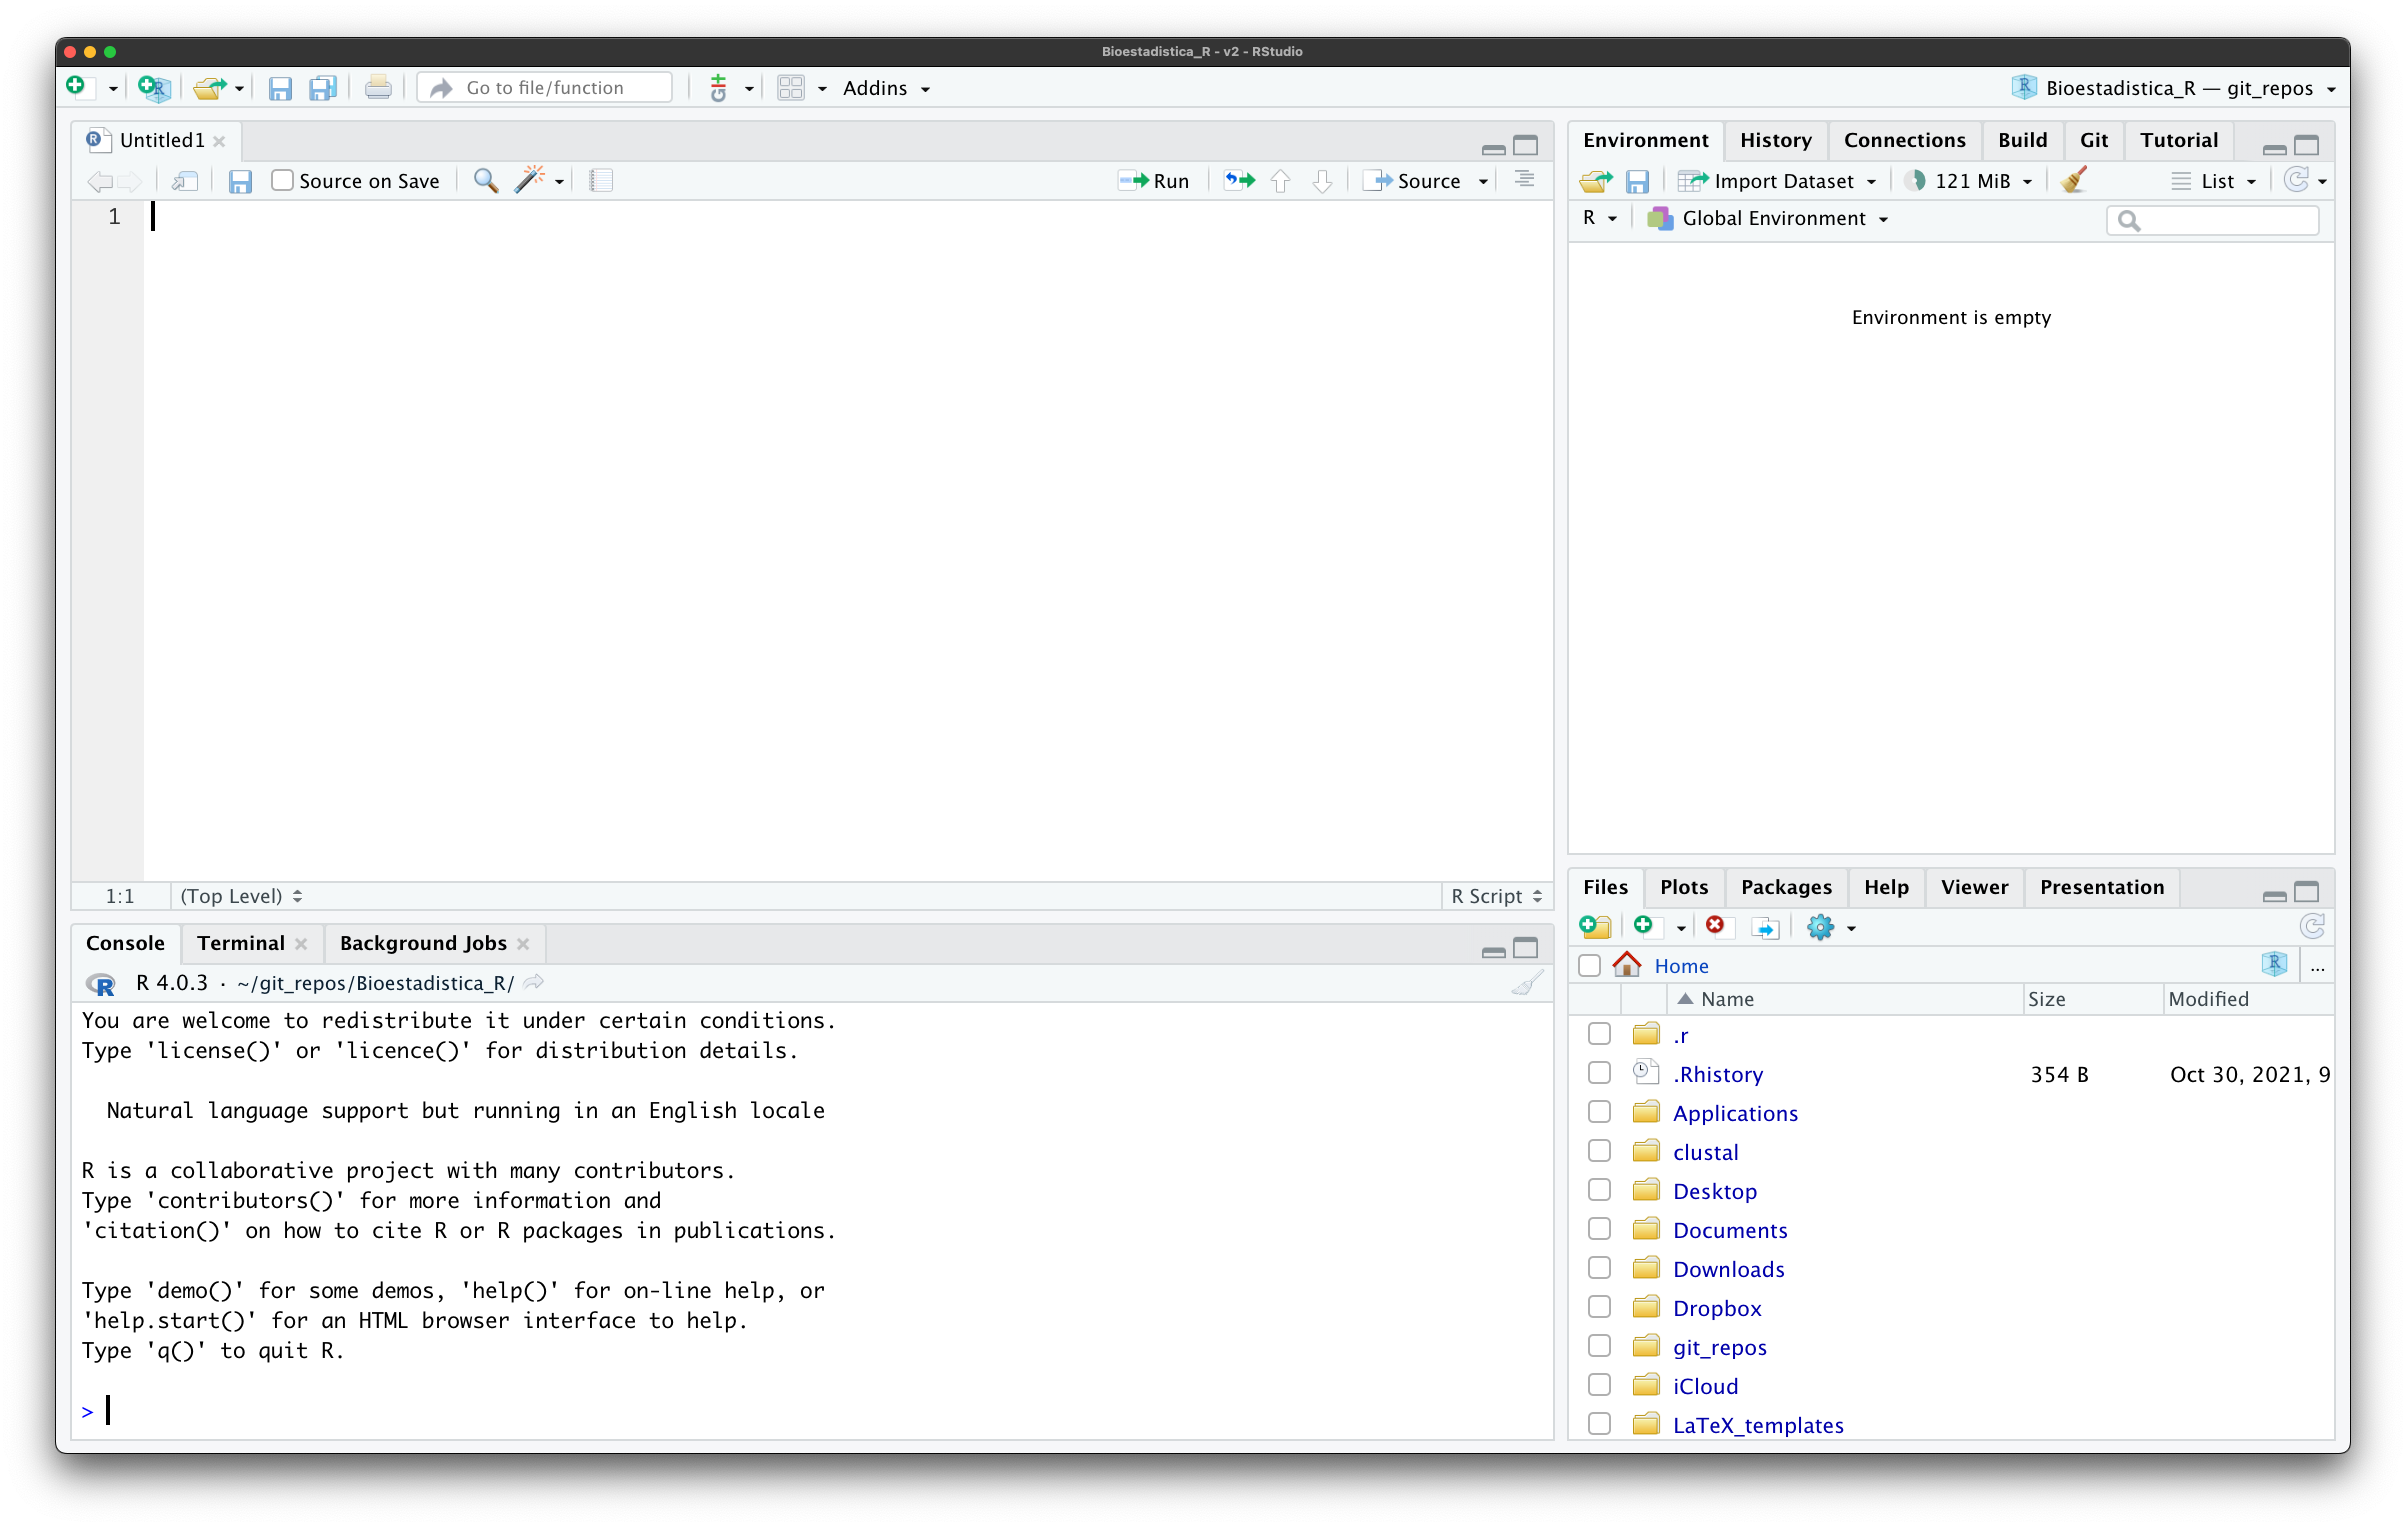 Bioestadistica_R - v2 - RStudio
Go to file/function
Git
Addins
Bioestadistica_R — git_repos
Untitled1
Source on Save
Run
Source
1
1:1
(Top Level)
R Script
Console
Terminal
Background Jobs
R 4.0.3 · ~/git_repos/Bioestadistica_R/
You are welcome to redistribute it under certain conditions.
Type 'license()' or 'licence()' for distribution details.
Natural language support but running in an English locale
R is a collaborative project with many contributors.
Type 'contributors()' for more information and
'citation()' on how to cite R or R packages in publications.
Type 'demo()' for some demos, 'help()' for on-line help, or
'help.start()' for an HTML browser interface to help.
Type 'q()' to quit R.
>
Environment
History
Connections
Build
Git
Tutorial
Import Dataset
121 MiB
List
R
Global Environment
Environment is empty
Files
Plots
Packages
Help
Viewer
Presentation
Home
...
Name
Size
Modified
.r
.Rhistory 354 B Oct 30, 2021, 9
Applications
clustal
Desktop
Documents
Downloads
Dropbox
git_repos
iCloud
LaTeX_templates